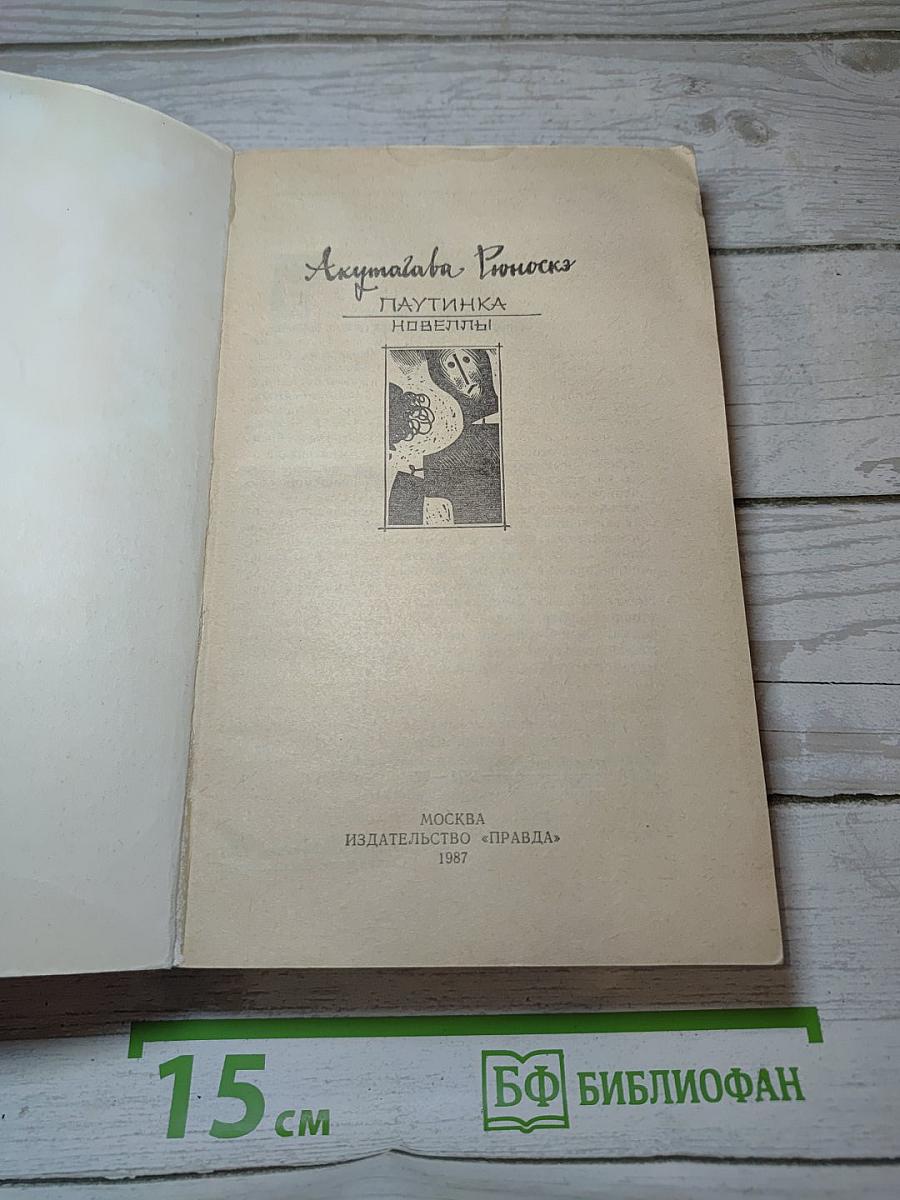 Акутагава Рюноскэ
ПАУТИНКА
НОВЕЛЛЫ
МОСКВА
ИЗДАТЕЛЬСТВО «ПРАВДА»
1987
15 см
БФ БИБЛИОФАН